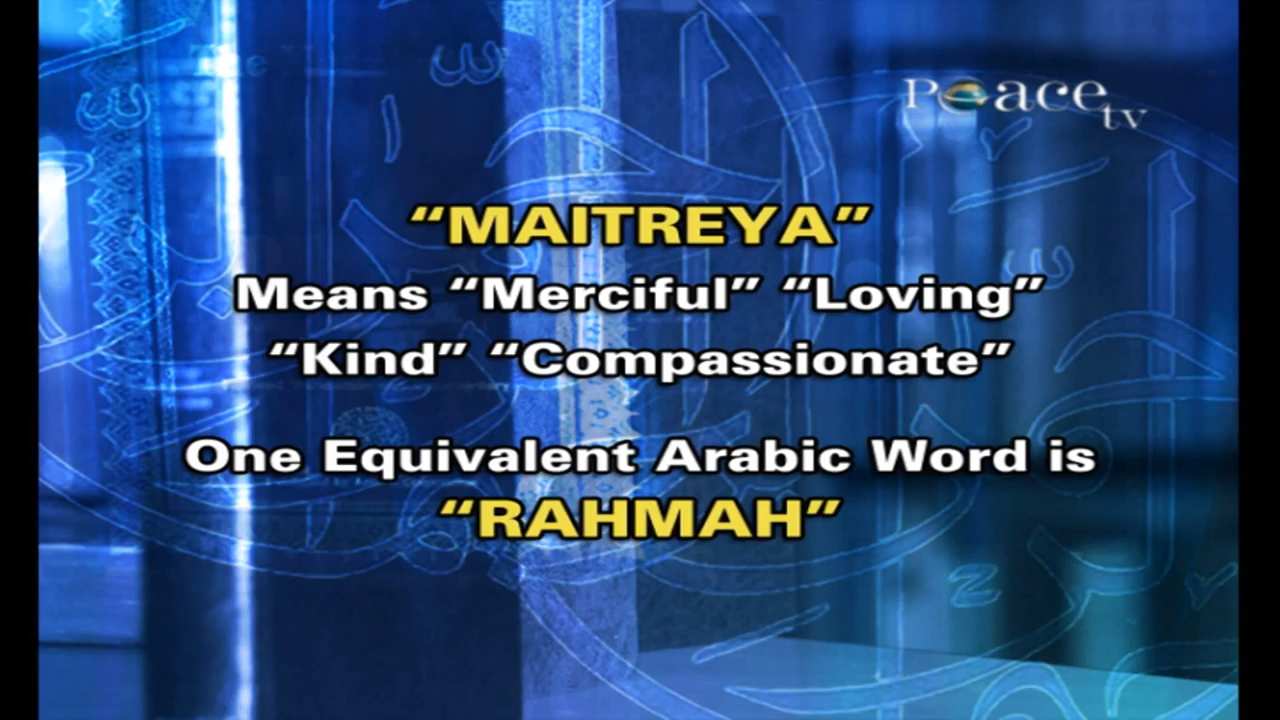 Peace tv
“MAITREYA”
Means “Merciful” “Loving”
“Kind” “Compassionate”
One Equivalent Arabic Word is
“RAHMAH”